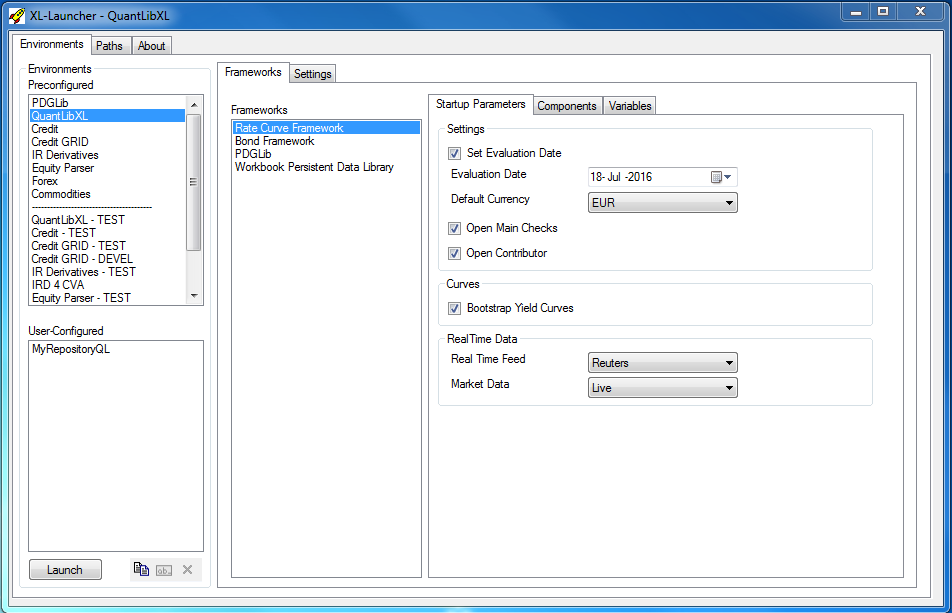 XL-Launcher - QuantLibXL
Environments Paths About
Environments
Preconfigured
PDGLib
QuantLibXL
Credit
Credit GRID
IR Derivatives
Equity Parser
Forex
Commodities
----------------------------------------
QuantLibXL - TEST
Credit - TEST
Credit GRID - TEST
Credit GRID - DEVEL
IR Derivatives - TEST
IRD 4 CVA
Equity Parser - TEST
User-Configured
MyRepositoryQL
Launch
ab
Frameworks Settings
Frameworks
Rate Curve Framework
Bond Framework
PDGLib
Workbook Persistent Data Library
Startup Parameters Components Variables
Settings
Set Evaluation Date
Evaluation Date 18- Jul -2016
Default Currency EUR
Open Main Checks
Open Contributor
Curves
Bootstrap Yield Curves
RealTime Data
Real Time Feed Reuters
Market Data Live